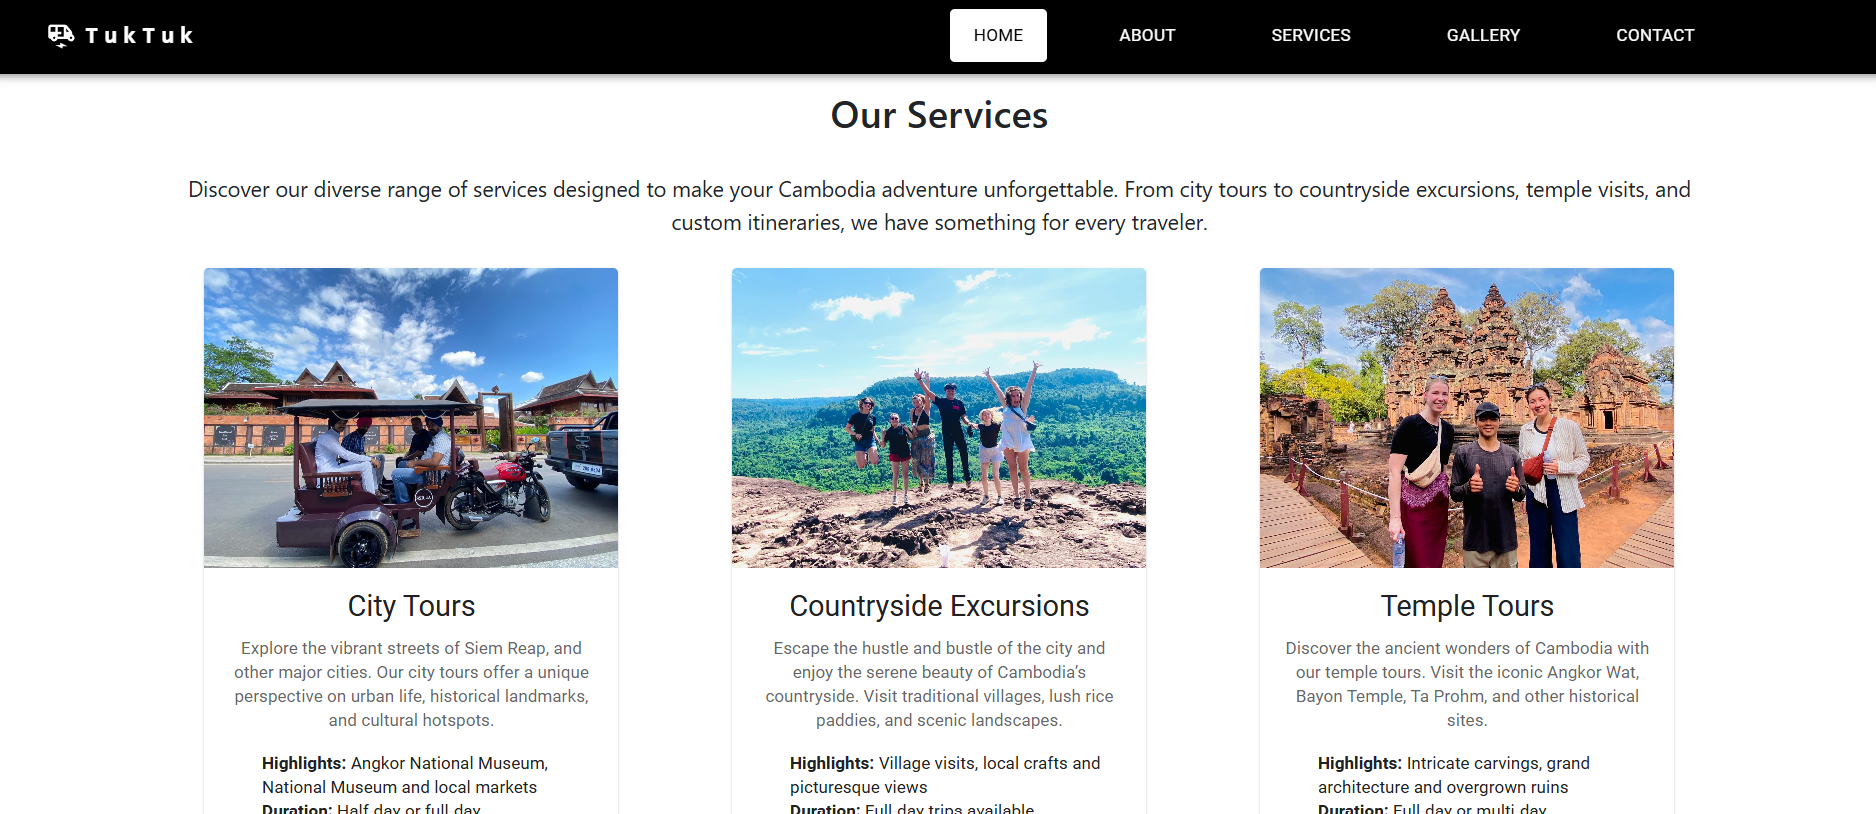 TukTuk
HOME
ABOUT
SERVICES
GALLERY
CONTACT
Our Services
Discover our diverse range of services designed to make your Cambodia adventure unforgettable. From city tours to countryside excursions, temple visits, and
custom itineraries, we have something for every traveler.
City Tours
Explore the vibrant streets of Siem Reap, and
other major cities. Our city tours offer a unique
perspective on urban life, historical landmarks,
and cultural hotspots.
Highlights: Angkor National Museum,
National Museum and local markets
Duration: Half day or full day
Countryside Excursions
Escape the hustle and bustle of the city and
enjoy the serene beauty of Cambodia’s
countryside. Visit traditional villages, lush rice
paddies, and scenic landscapes.
Highlights: Village visits, local crafts and
picturesque views
Duration: Full day trips available
Temple Tours
Discover the ancient wonders of Cambodia with
our temple tours. Visit the iconic Angkor Wat,
Bayon Temple, Ta Prohm, and other historical
sites.
Highlights: Intricate carvings, grand
architecture and overgrown ruins
Duration: Full day or multi day